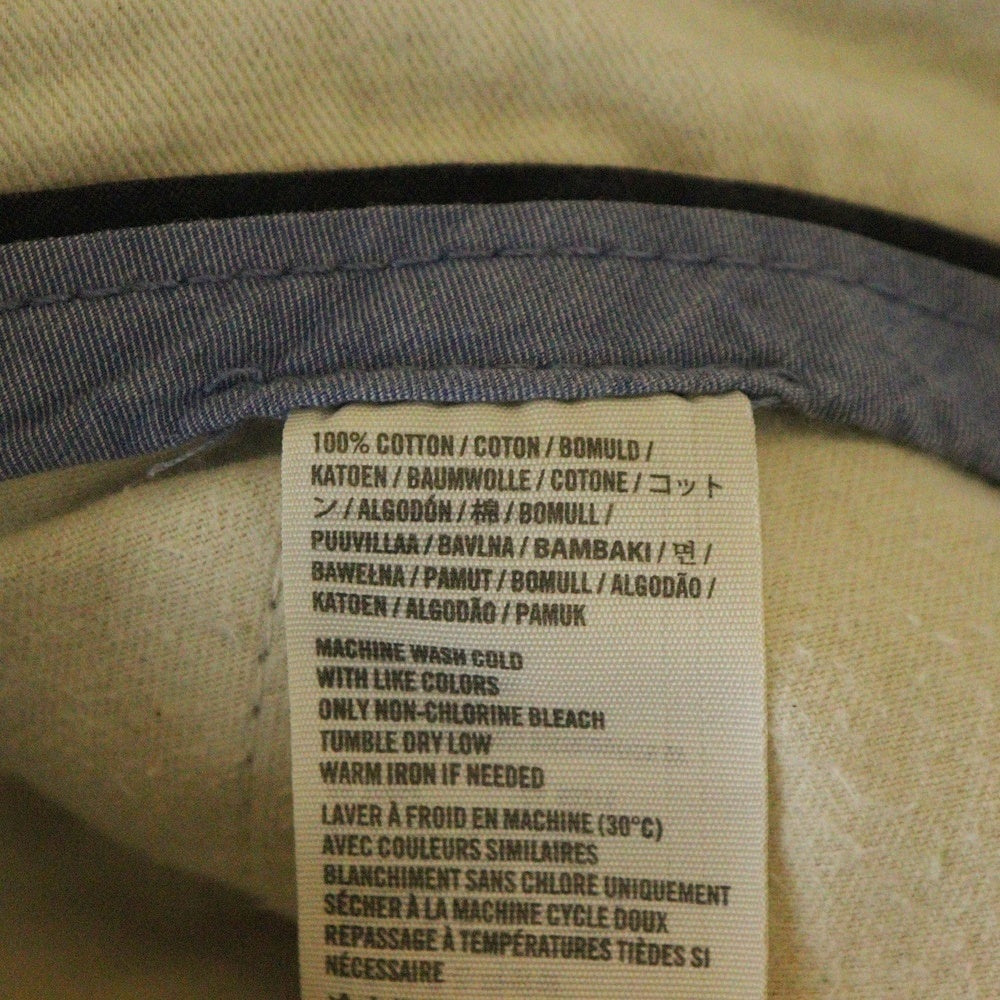 100% COTTON / COTON / BOMULD /
KATOEN / BAUMWOLLE / COTONE / コット
ン / ALGODÓN / 棉 / BOMULL /
PUUVILLAA / BAVLNA / BAMBAKI / 면 /
BAWEŁNA / PAMUT / BOMULL / ALGODÃO /
KATOEN / ALGODÃO / PAMUK
MACHINE WASH COLD
WITH LIKE COLORS
ONLY NON-CHLORINE BLEACH
TUMBLE DRY LOW
WARM IRON IF NEEDED
LAVER À FROID EN MACHINE (30°C)
AVEC COULEURS SIMILAIRES
BLANCHIMENT SANS CHLORE UNIQUEMENT
SÉCHER À LA MACHINE CYCLE DOUX
REPASSAGE À TEMPÉRATURES TIÈDES SI
NÉCESSAIRE